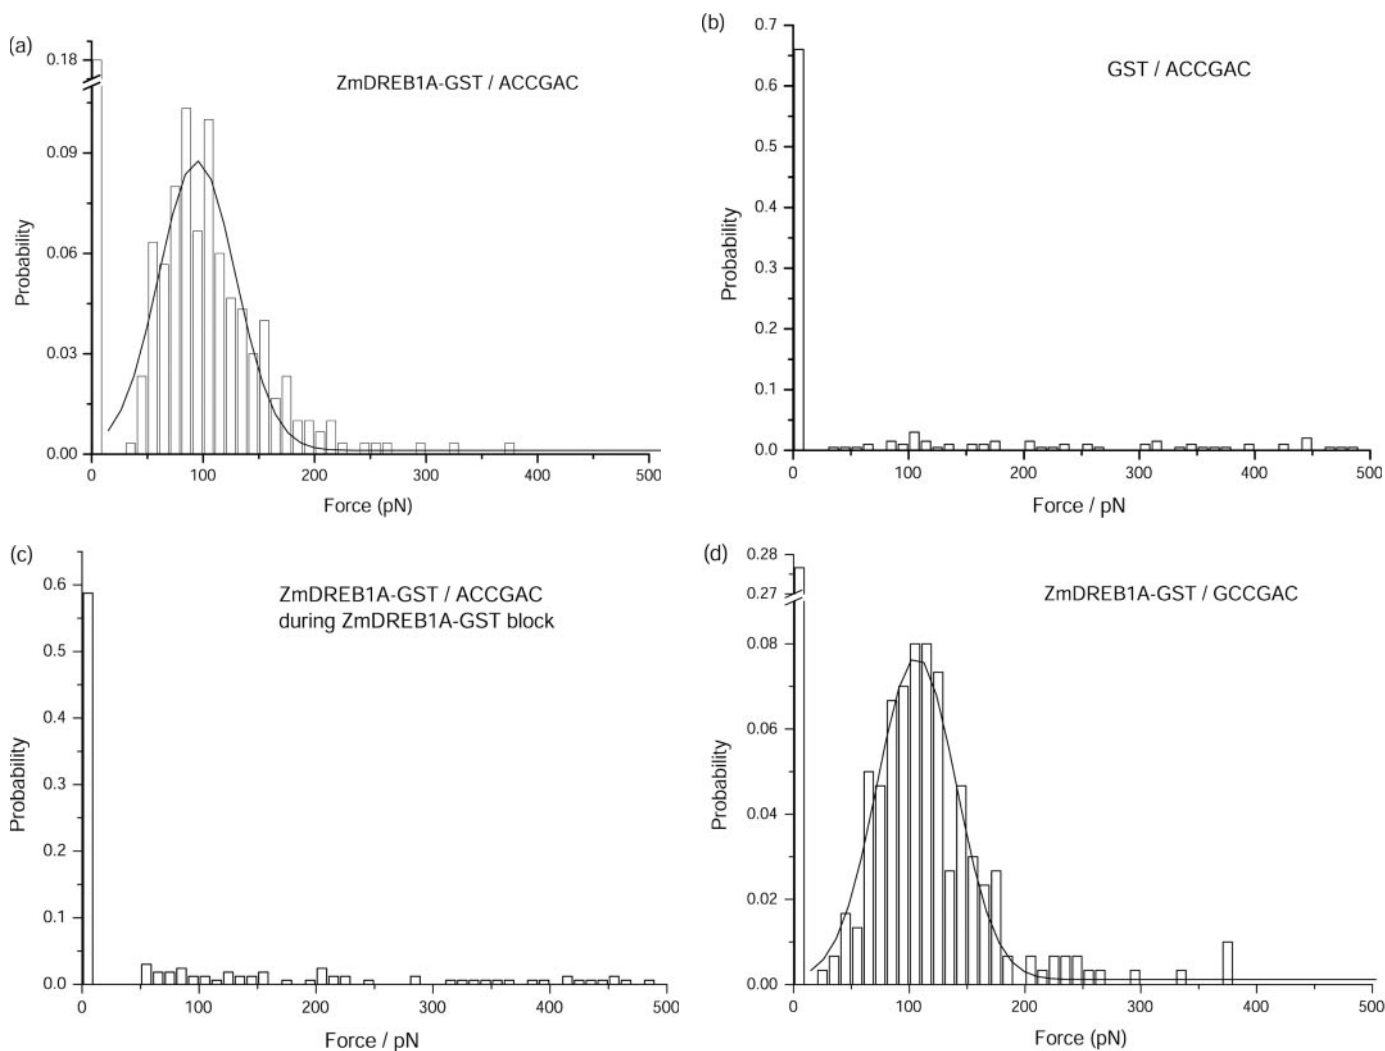 (a)
ZmDREB1A-GST / ACCGAC
0.18
0.09
0.06
0.03
0.00
Probability
0 100 200 300 400 500
Force (pN)
(b)
GST / ACCGAC
0.7
0.6
0.5
0.4
0.3
0.2
0.1
0.0
Probability
0 100 200 300 400 500
Force / pN
(c)
ZmDREB1A-GST / ACCGAC
during ZmDREB1A-GST block
0.6
0.5
0.4
0.3
0.2
0.1
0.0
Probability
0 100 200 300 400 500
Force / pN
(d)
ZmDREB1A-GST / GCCGAC
0.28
0.27
0.08
0.06
0.04
0.02
0.00
Probability
0 100 200 300 400 500
Force (pN)